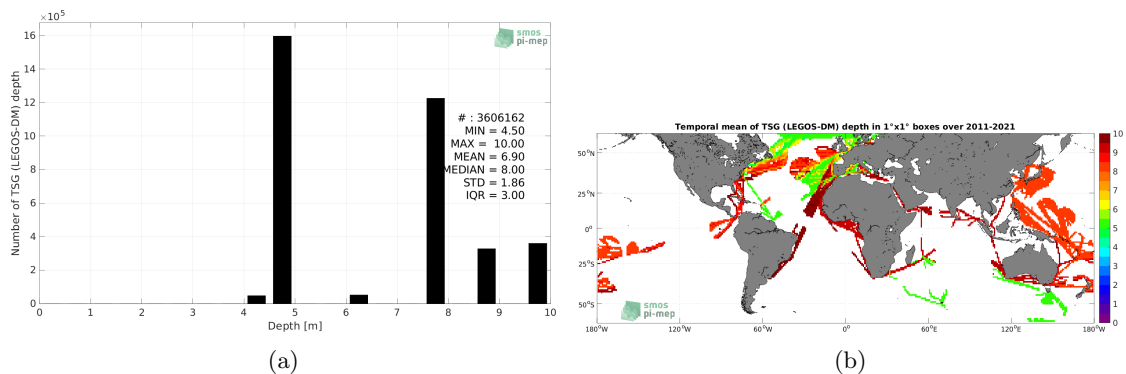 ×10⁵
16
14
12
10
8
6
4
2
0
Number of TSG (LEGOS-DM) depth
smos
pi-mep
# : 3606162
MIN = 4.50
MAX = 10.00
MEAN = 6.90
MEDIAN = 8.00
STD = 1.86
IQR = 3.00
0 1 2 3 4 5 6 7 8 9 10
Depth [m]
(a)
Temporal mean of TSG (LEGOS-DM) depth in 1°x1° boxes over 2011-2021
50°N
25°N
0°
25°S
50°S
smos
pi-mep
180°W 120°W 60°W 0° 60°E 120°E 180°E
10
9
8
7
6
5
4
3
2
1
0
(b)